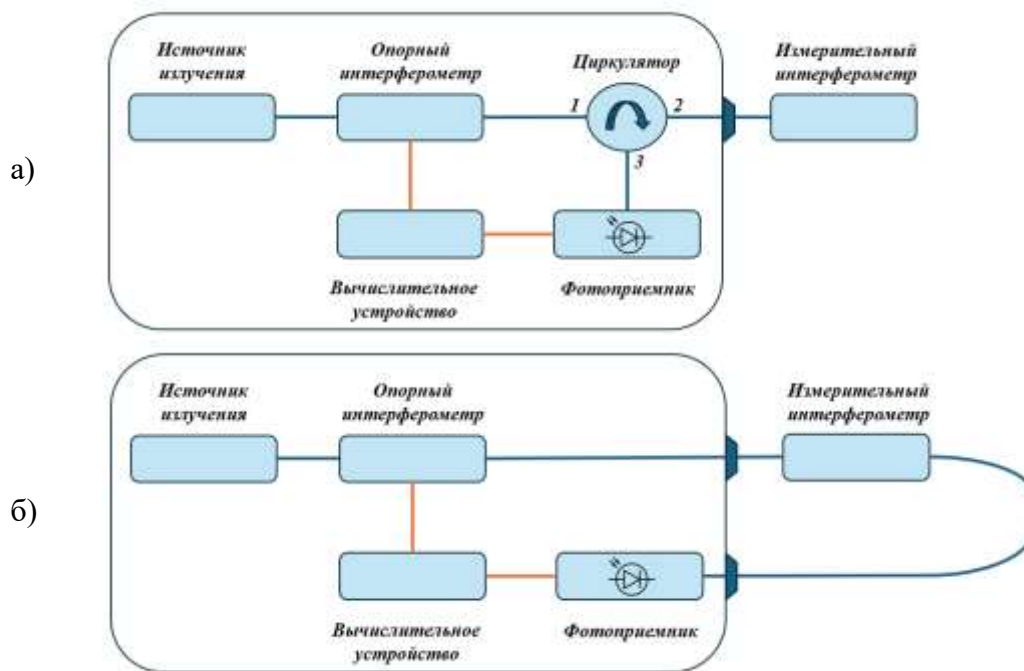 Источник
излучения
Опорный
интерферометр
Циркулятор
Измерительный
интерферометр
1
2
3
а)
Вычислительное
устройство
Фотоприемник
Источник
излучения
Опорный
интерферометр
Измерительный
интерферометр
б)
Вычислительное
устройство
Фотоприемник